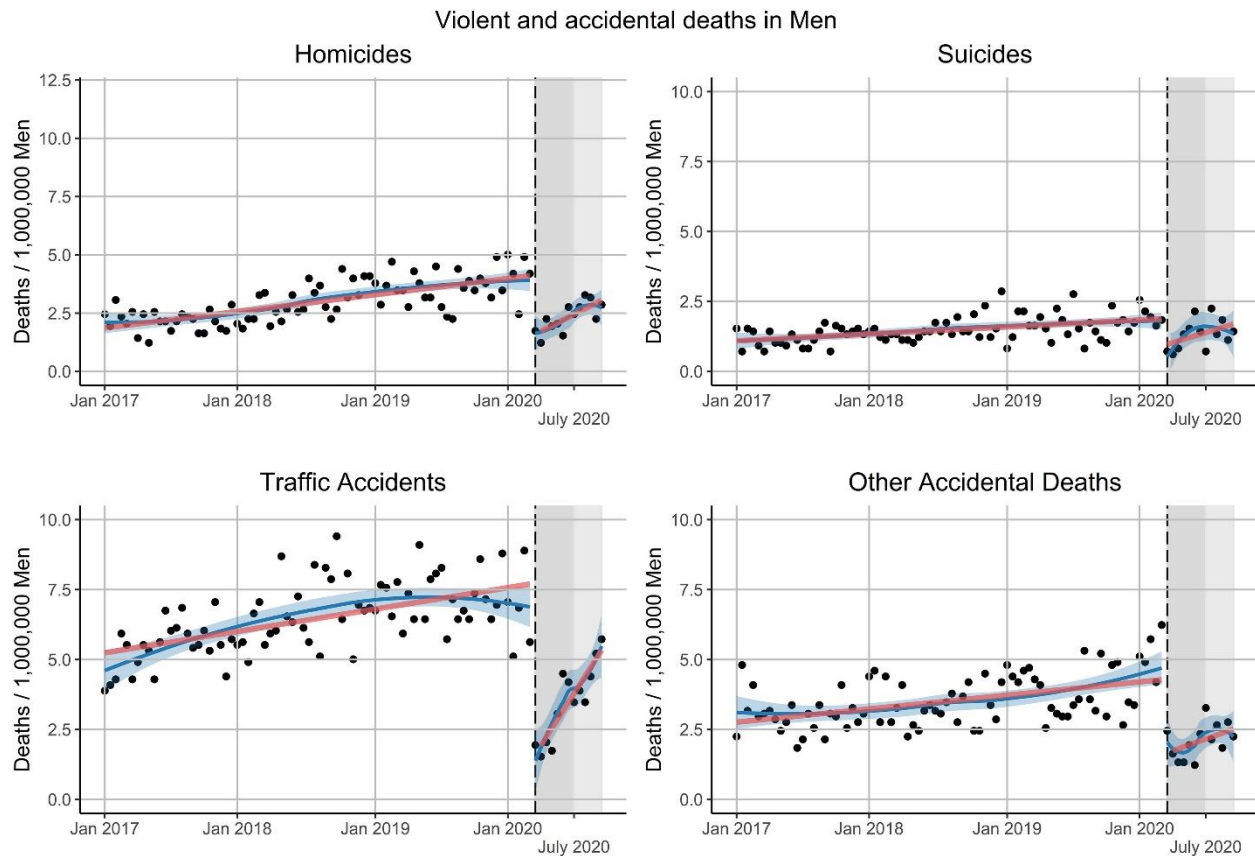 Violent and accidental deaths in Men
Homicides
Deaths / 1,000,000 Men
12.5
10.0
7.5
5.0
2.5
0.0
Jan 2017
Jan 2018
Jan 2019
Jan 2020
July 2020
Suicides
Deaths / 1,000,000 Men
10.0
7.5
5.0
2.5
0.0
Jan 2017
Jan 2018
Jan 2019
Jan 2020
July 2020
Traffic Accidents
Deaths / 1,000,000 Men
10.0
7.5
5.0
2.5
0.0
Jan 2017
Jan 2018
Jan 2019
Jan 2020
July 2020
Other Accidental Deaths
Deaths / 1,000,000 Men
10.0
7.5
5.0
2.5
0.0
Jan 2017
Jan 2018
Jan 2019
Jan 2020
July 2020